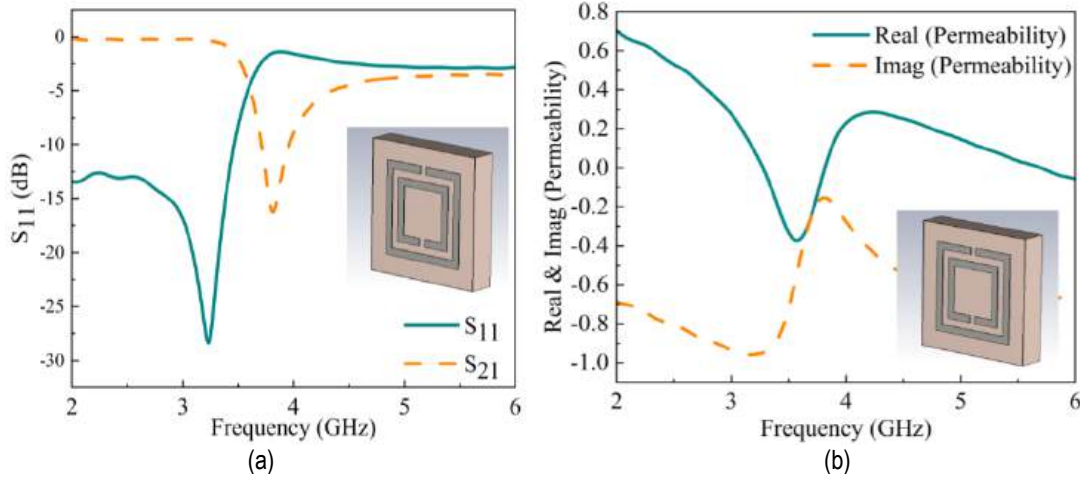 0
-5
-10
-15
-20
-25
-30
S11 (dB)
S11
S21
2 3 4 5 6
Frequency (GHz)
(a)
0.8
0.6
0.4
0.2
0.0
-0.2
-0.4
-0.6
-0.8
-1.0
Real & Imag (Permeability)
Real (Permeability)
Imag (Permeability)
2 3 4 5 6
Frequency (GHz)
(b)